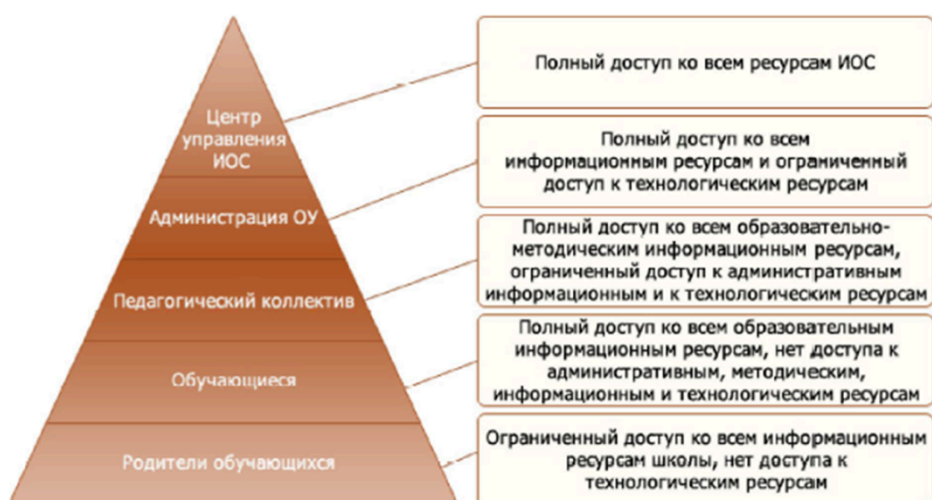 Центр
управления
ИОС
Полный доступ ко всем ресурсам ИОС
Администрация ОУ
Полный доступ ко всем
информационным ресурсам и ограниченный
доступ к технологическим ресурсам
Педагогический коллектив
Полный доступ ко всем образовательно-
методическим информационным ресурсам,
ограниченный доступ к административным
информационным и к технологическим ресурсам
Обучающиеся
Полный доступ ко всем образовательным
информационным ресурсам, нет доступа к
административным, методическим,
информационным и технологическим ресурсам
Родители обучающихся
Ограниченный доступ ко всем информационным
ресурсам школы, нет доступа к
технологическим ресурсам